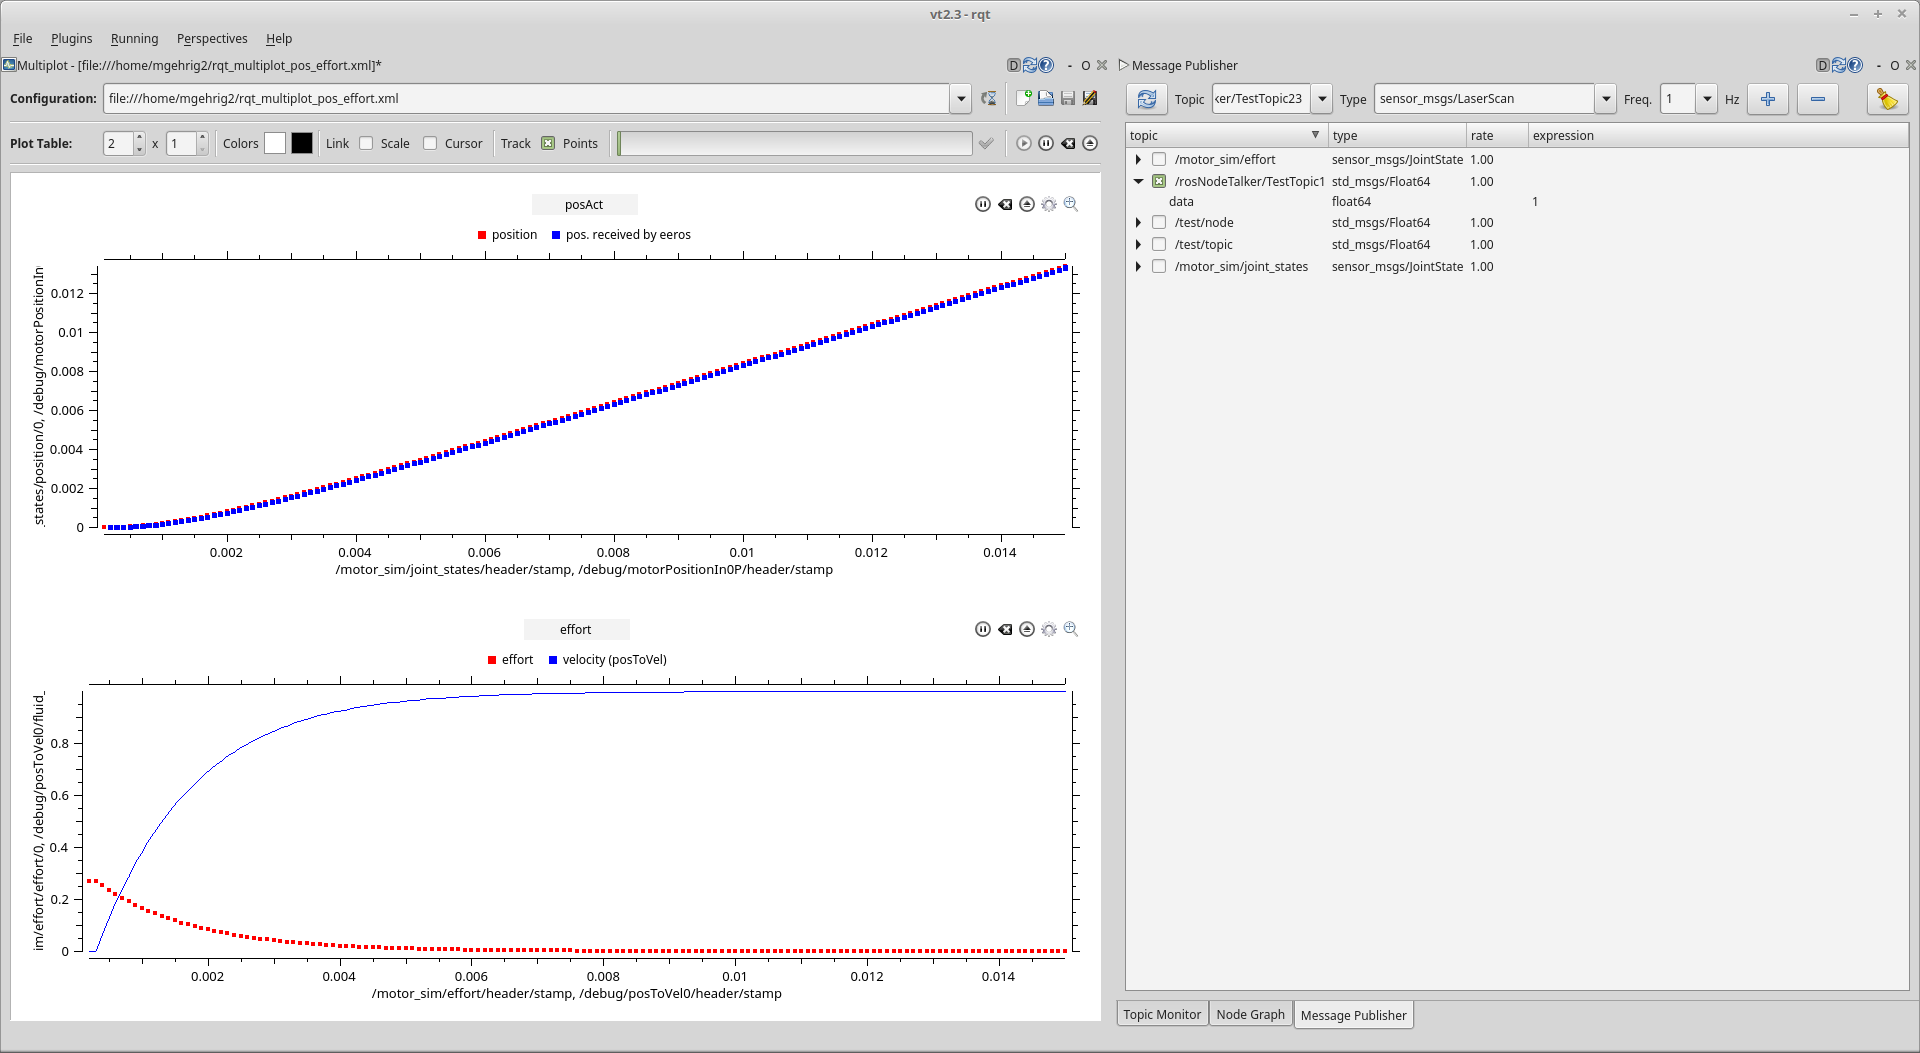 vt2.3 - rqt
File Plugins Running Perspectives Help
Multiplot - [file:///home/mgehrig2/rqt_multiplot_pos_effort.xml]*
D - O
Configuration: file:///home/mgehrig2/rqt_multiplot_pos_effort.xml
Plot Table: 2 x 1 Colors Link Scale Cursor Track Points
posAct
position pos. received by eeros
_states/position/0, /debug/motorPositionIn
0.012
0.01
0.008
0.006
0.004
0.002
0
0.002 0.004 0.006 0.008 0.01 0.012 0.014
/motor_sim/joint_states/header/stamp, /debug/motorPositionIn0P/header/stamp
effort
effort velocity (posToVel)
im/effort/effort/0, /debug/posToVel0/fluid_
0.8
0.6
0.4
0.2
0
0.002 0.004 0.006 0.008 0.01 0.012 0.014
/motor_sim/effort/header/stamp, /debug/posToVel0/header/stamp
Message Publisher
D - O
Topic ker/TestTopic23 Type sensor_msgs/LaserScan Freq. 1 Hz
topic type rate expression
/motor_sim/effort sensor_msgs/JointState 1.00
/rosNodeTalker/TestTopic1 std_msgs/Float64 1.00
data float64 1
/test/node std_msgs/Float64 1.00
/test/topic std_msgs/Float64 1.00
/motor_sim/joint_states sensor_msgs/JointState 1.00
Topic Monitor Node Graph Message Publisher